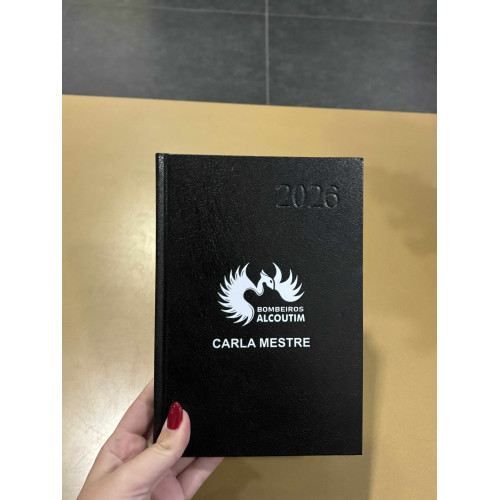 2026
BOMBEIROS
ALCOUTIM
CARLA MESTRE